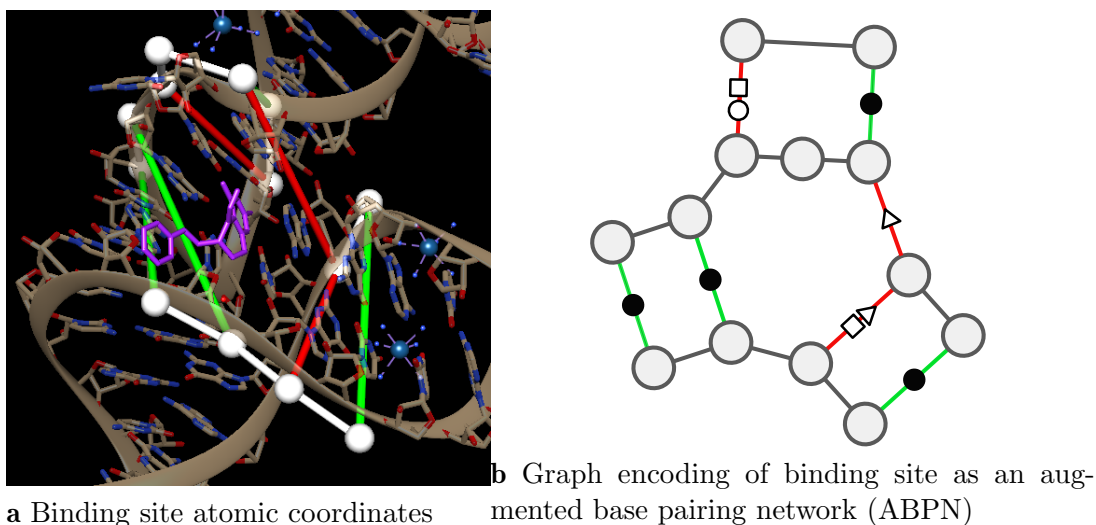 a Binding site atomic coordinates
b Graph encoding of binding site as an aug-
mented base pairing network (ABPN)